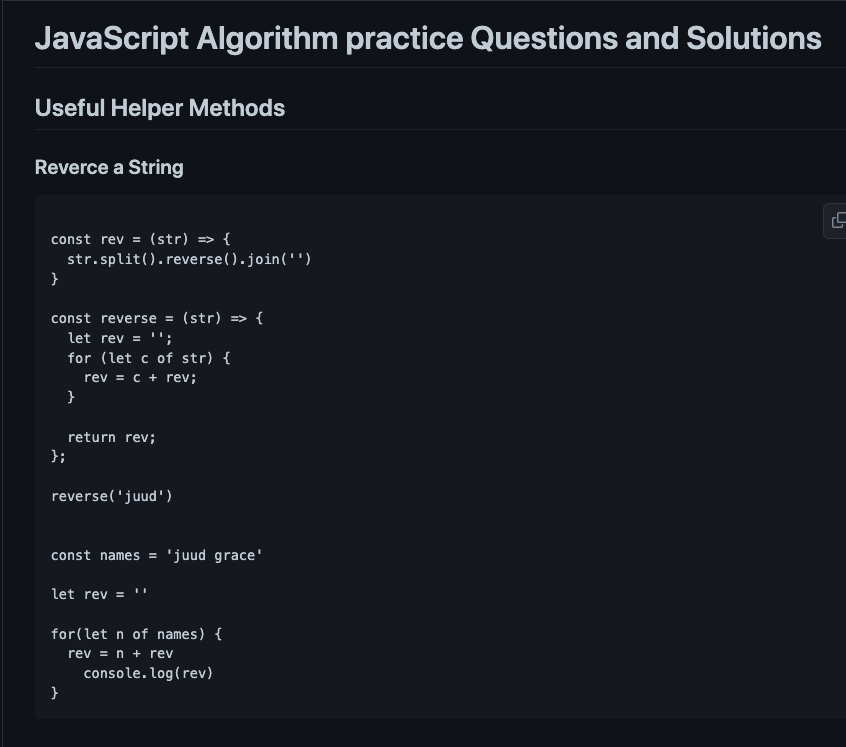 JavaScript Algorithm practice Questions and Solutions
Useful Helper Methods
Reverce a String
const rev = (str) => {
  str.split().reverse().join('')
}
const reverse = (str) => {
  let rev = '';
  for (let c of str) {
    rev = c + rev;
  }
  return rev;
};
reverse('juud')
const names = 'juud grace'
let rev = ''
for(let n of names) {
  rev = n + rev
    console.log(rev)
}